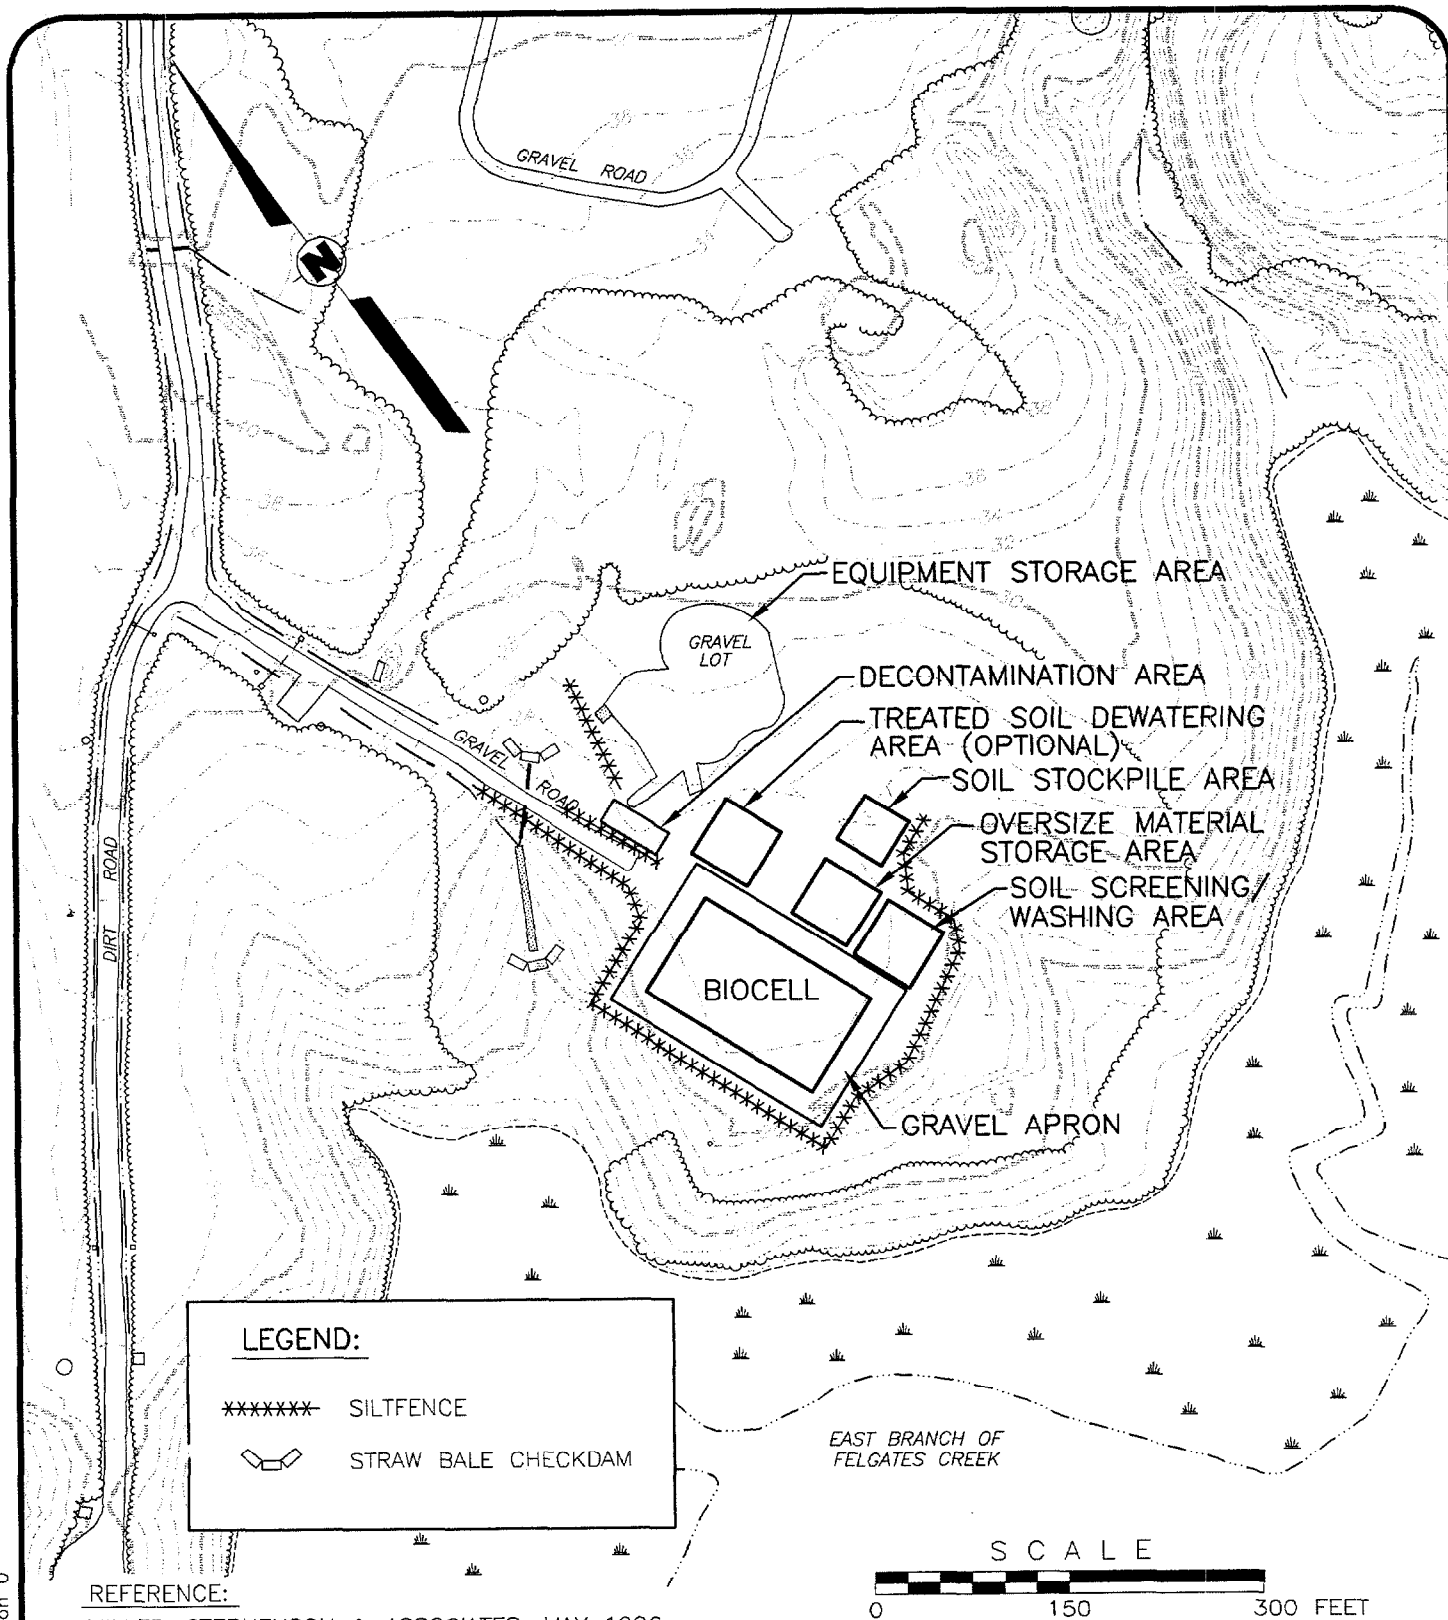 GRAVEL ROAD
N
EQUIPMENT STORAGE AREA
GRAVEL
LOT
DECONTAMINATION AREA
TREATED SOIL DEWATERING
AREA (OPTIONAL)
SOIL STOCKPILE AREA
GRAVEL ROAD
OVERSIZE MATERIAL
STORAGE AREA
SOIL SCREENING/
WASHING AREA
DIRT ROAD
BIOCELL
GRAVEL APRON
LEGEND:
SILTFENCE
STRAW BALE CHECKDAM
EAST BRANCH OF
FELGATES CREEK
SCALE
0 150 300 FEET
REFERENCE: